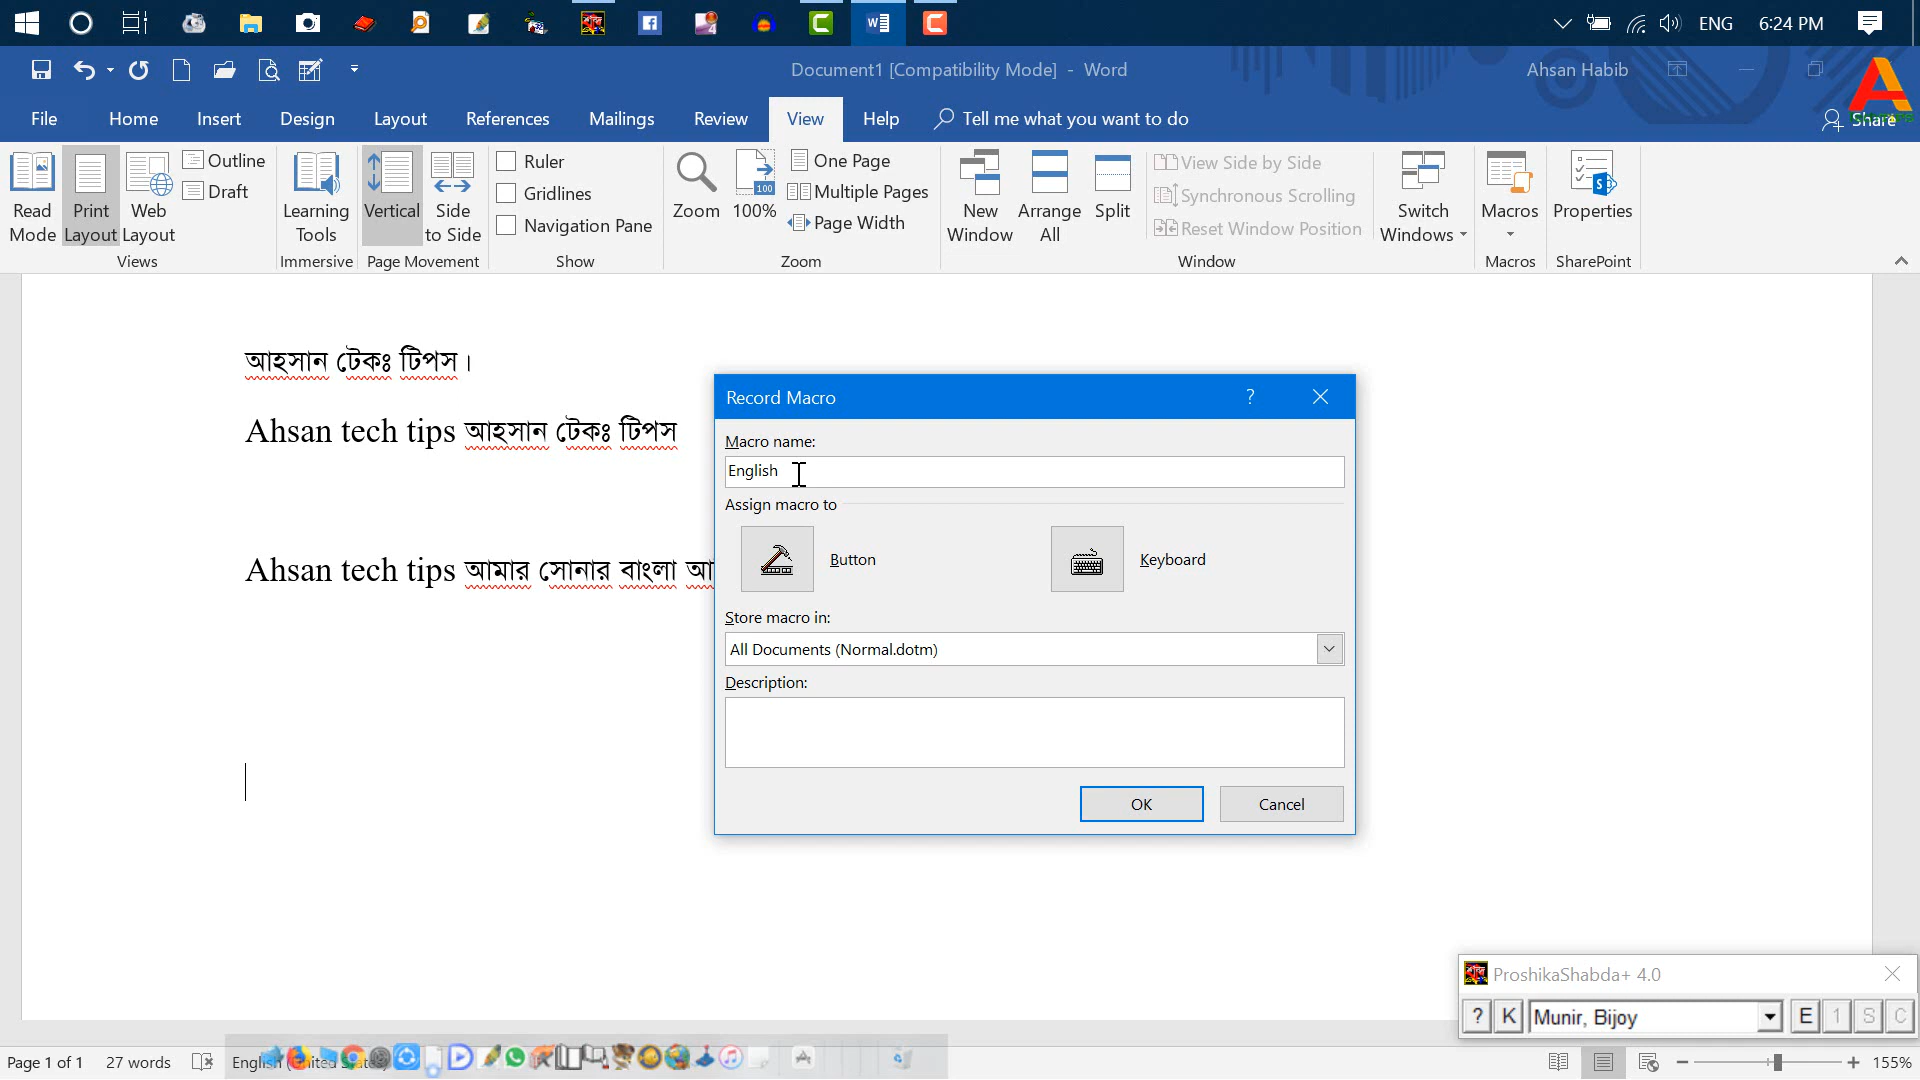 ENG 6:24 PM
Document1 [Compatibility Mode] - Word Ahsan Habib
File Home Insert Design Layout References Mailings Review View Help Tell me what you want to do Share
Read Mode
Print Layout
Web Layout
Outline
Draft
Views
Learning Tools
Immersive
Vertical
Side to Side
Page Movement
Ruler
Gridlines
Navigation Pane
Show
Zoom
100
100%
One Page
Multiple Pages
Page Width
Zoom
New Window
Arrange All
Split
View Side by Side
Synchronous Scrolling
Reset Window Position
Switch Windows
Window
Macros
Macros
Properties
SharePoint
আহসান টেকঃ টিপস।
Ahsan tech tips আহসান টেকঃ টিপস
Ahsan tech tips আমার সোনার বাংলা আ
Record Macro ?
Macro name:
English
Assign macro to
Button Keyboard
Store macro in:
All Documents (Normal.dotm)
Description:
OK Cancel
ProshikaShabda+ 4.0
? K Munir, Bijoy E 1 S C
Page 1 of 1 27 words English (United States) 155%